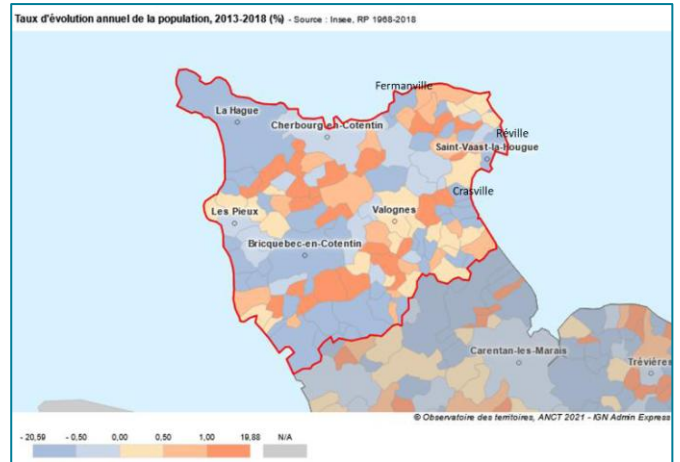 Taux d'évolution annuel de la population, 2013-2018 (%) - Source : Insee, RP 1968-2018
Fermanville
La Hague
Cherbourg-en-Cotentin
Réville
Saint-Vaast-la-Hougue
Crasville
Les Pieux
Valognes
Bricquebec-en-Cotentin
Carentan-les-Marais
Trévières
© Observatoire des territoires, ANCT 2021 - IGN Admin Express
- 20,59 - 0,50 0,00 0,50 1,00 19,88 N/A